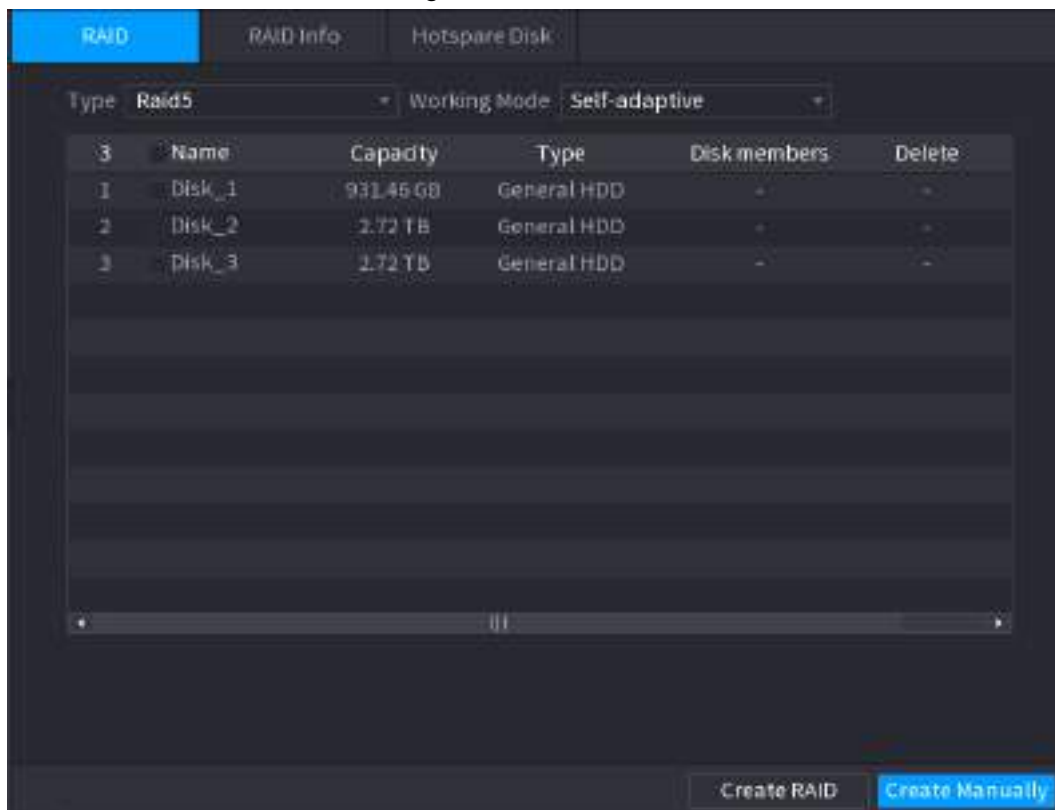 RAID RAID Info Hotspare Disk
Type Raid5 Working Mode Self-adaptive
3 Name Capacity Type Disk members Delete
1 Disk_1 931.46 GB General HDD - -
2 Disk_2 2.72 TB General HDD - -
3 Disk_3 2.72 TB General HDD - -
Create RAID Create Manually